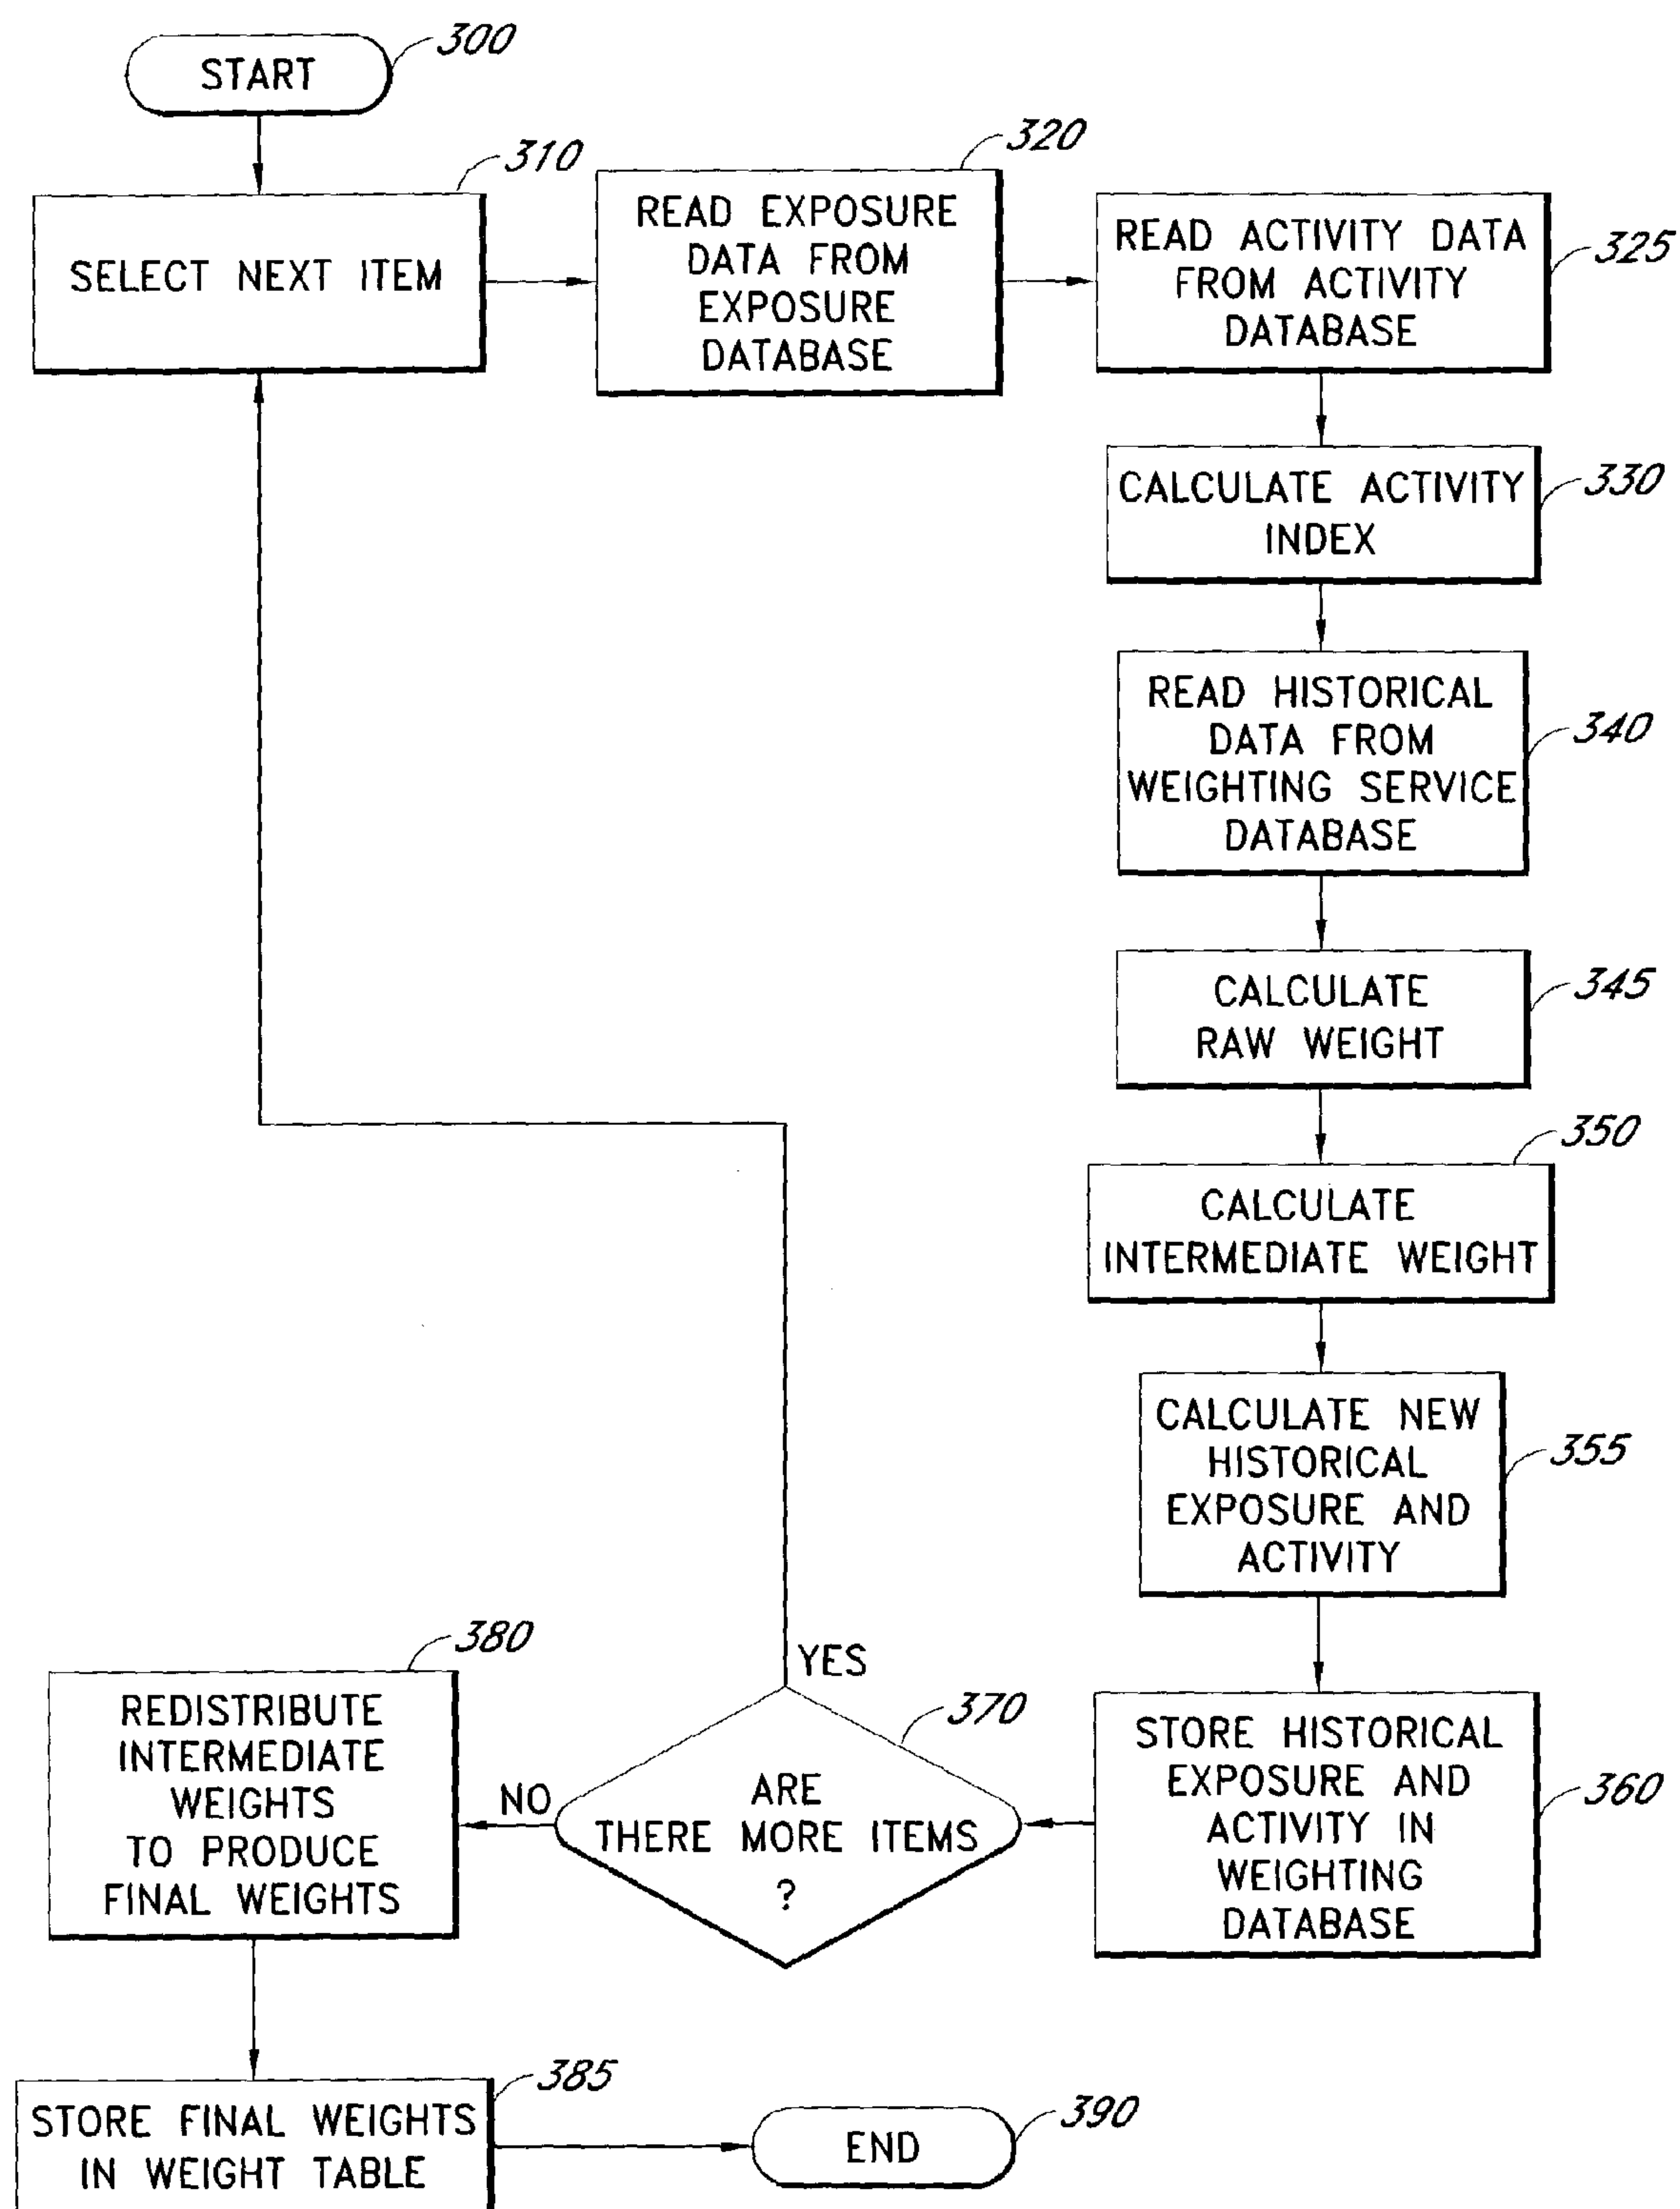 300
START
310
SELECT NEXT ITEM
320
READ EXPOSURE
DATA FROM
EXPOSURE
DATABASE
325
READ ACTIVITY DATA
FROM ACTIVITY
DATABASE
330
CALCULATE ACTIVITY
INDEX
340
READ HISTORICAL
DATA FROM
WEIGHTING SERVICE
DATABASE
345
CALCULATE
RAW WEIGHT
350
CALCULATE
INTERMEDIATE WEIGHT
355
CALCULATE NEW
HISTORICAL
EXPOSURE AND
ACTIVITY
360
STORE HISTORICAL
EXPOSURE AND
ACTIVITY IN
WEIGHTING
DATABASE
370
ARE
THERE MORE ITEMS
?
YES
NO
380
REDISTRIBUTE
INTERMEDIATE
WEIGHTS
TO PRODUCE
FINAL WEIGHTS
385
STORE FINAL WEIGHTS
IN WEIGHT TABLE
390
END